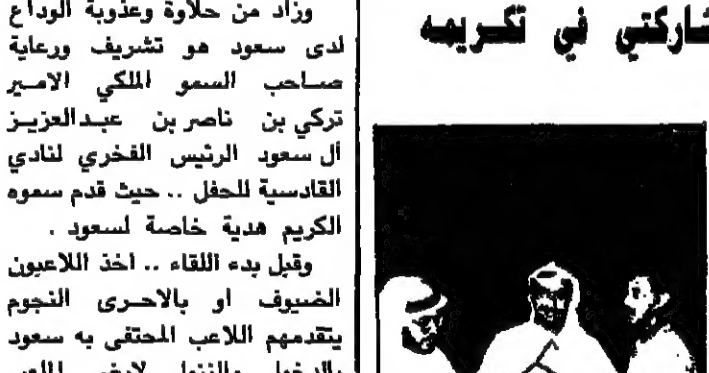 وزاد من حلاوة وعذوبة الوداع
لدى سعود هو تشريف ورعاية
صاحب السمو الملكي الامير
تركي بن ناصر بن عبدالعزيز
أل سعود الرئيس الفخري لنادي
القادسية للحفل .. حيث قدم سموه
الكريم هدية خاصة لسعود .
وقبل بدء اللقاء .. اخذ اللاعبون
الضيوف او بالاحرى النجوم
يتقدمهم اللاعب المحتفى به سعود
في تكريمه